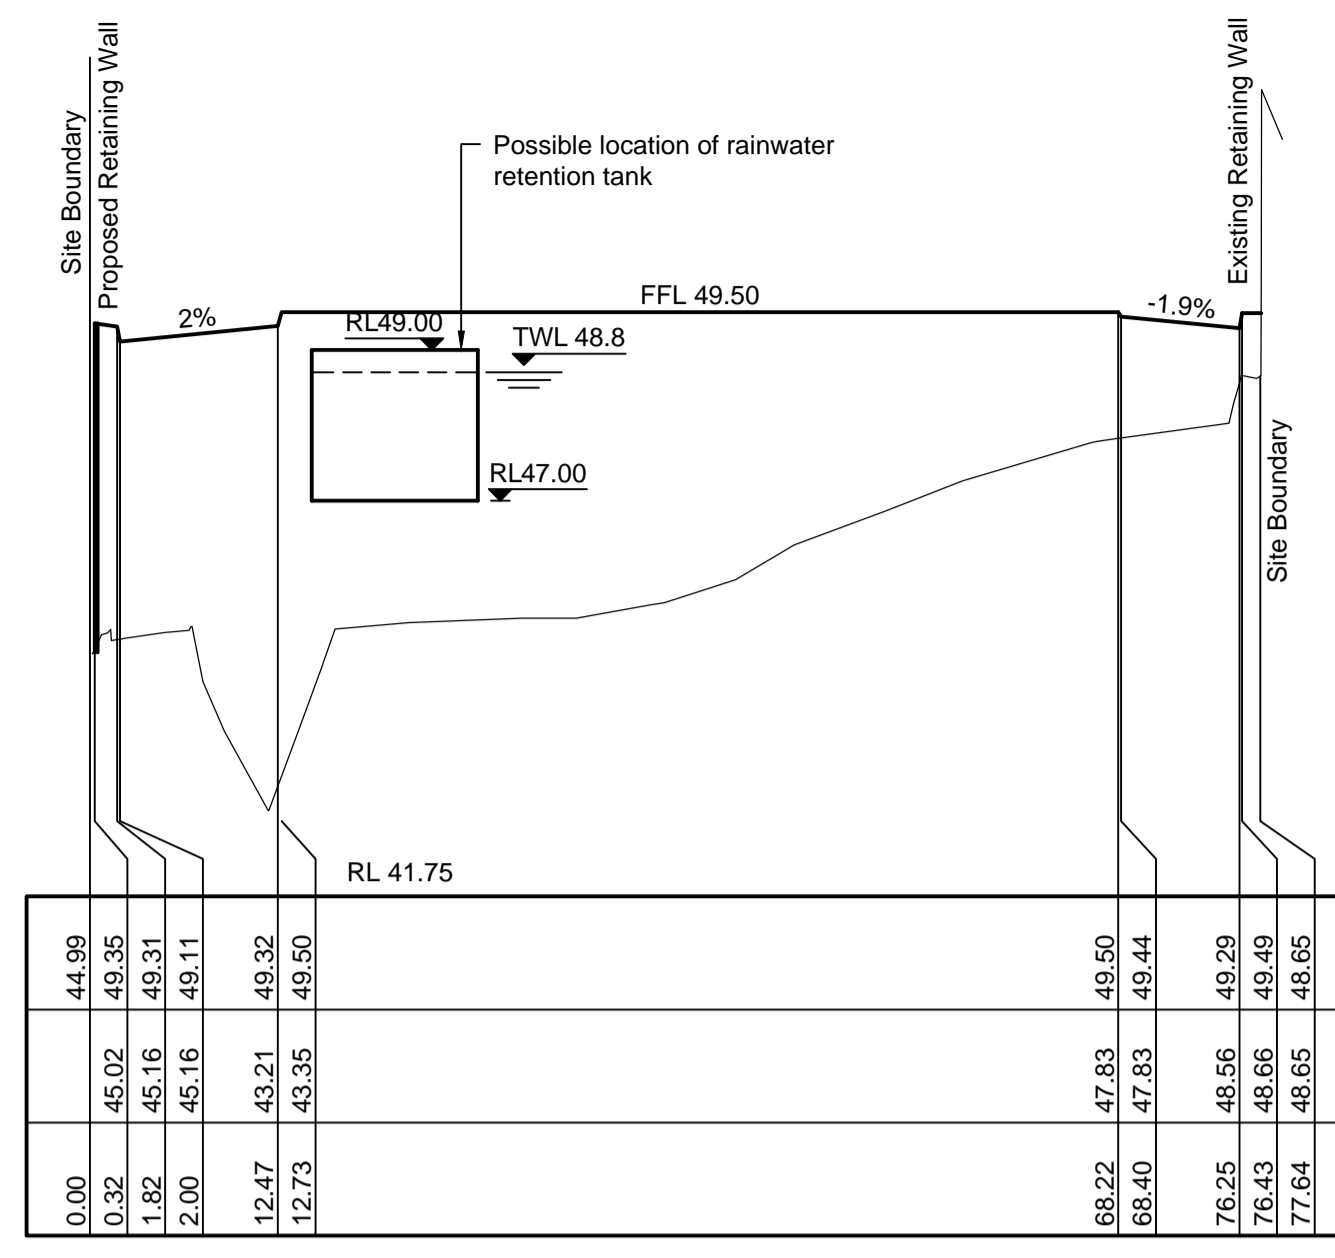 Site Boundary
Proposed Retaining Wall
Existing Retaining Wall
Possible location of rainwater
retention tank
FFL 49.50
2%
-1.9%
RL49.00
TWL 48.8
RL47.00
Site Boundary
RL 41.75
44.99 49.35 49.31 49.11 49.32 49.50 49.50 49.44 49.29 49.49 48.65
45.02 45.16 45.16 43.21 43.35 47.83 47.83 48.56 48.66 48.65
0.00 0.32 1.82 2.00 12.47 12.73 68.22 68.40 76.25 76.43 77.64